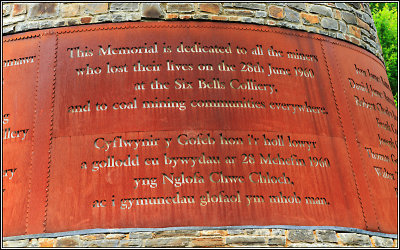 This Memorial is dedicated to all the miners
who lost their lives on the 28th June 1960
at the Six Bells Colliery,
and to coal mining communities everywhere.
Cyflwynir y Gofeb hon i'r holl lowyr
a gollodd eu bywydau ar 28 Mehefin 1960
yng Nglofa Chwe Chloch,
ac i gymunedau glofaol ym mhob man.